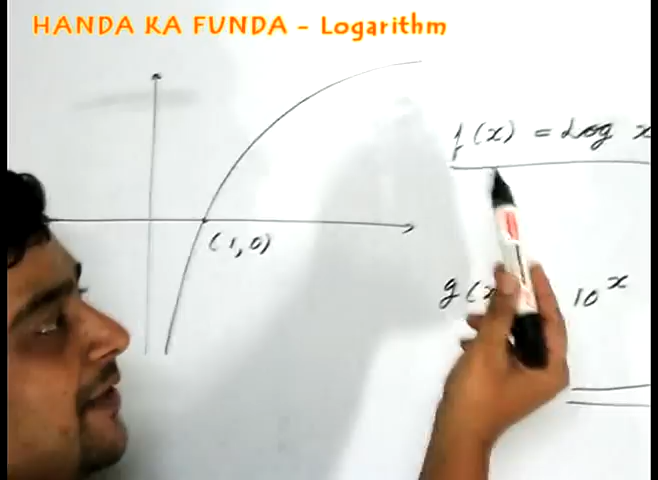 HANDA KA FUNDA - Logarithm
f(x) = Log x
(1,0)
g(x 10^x